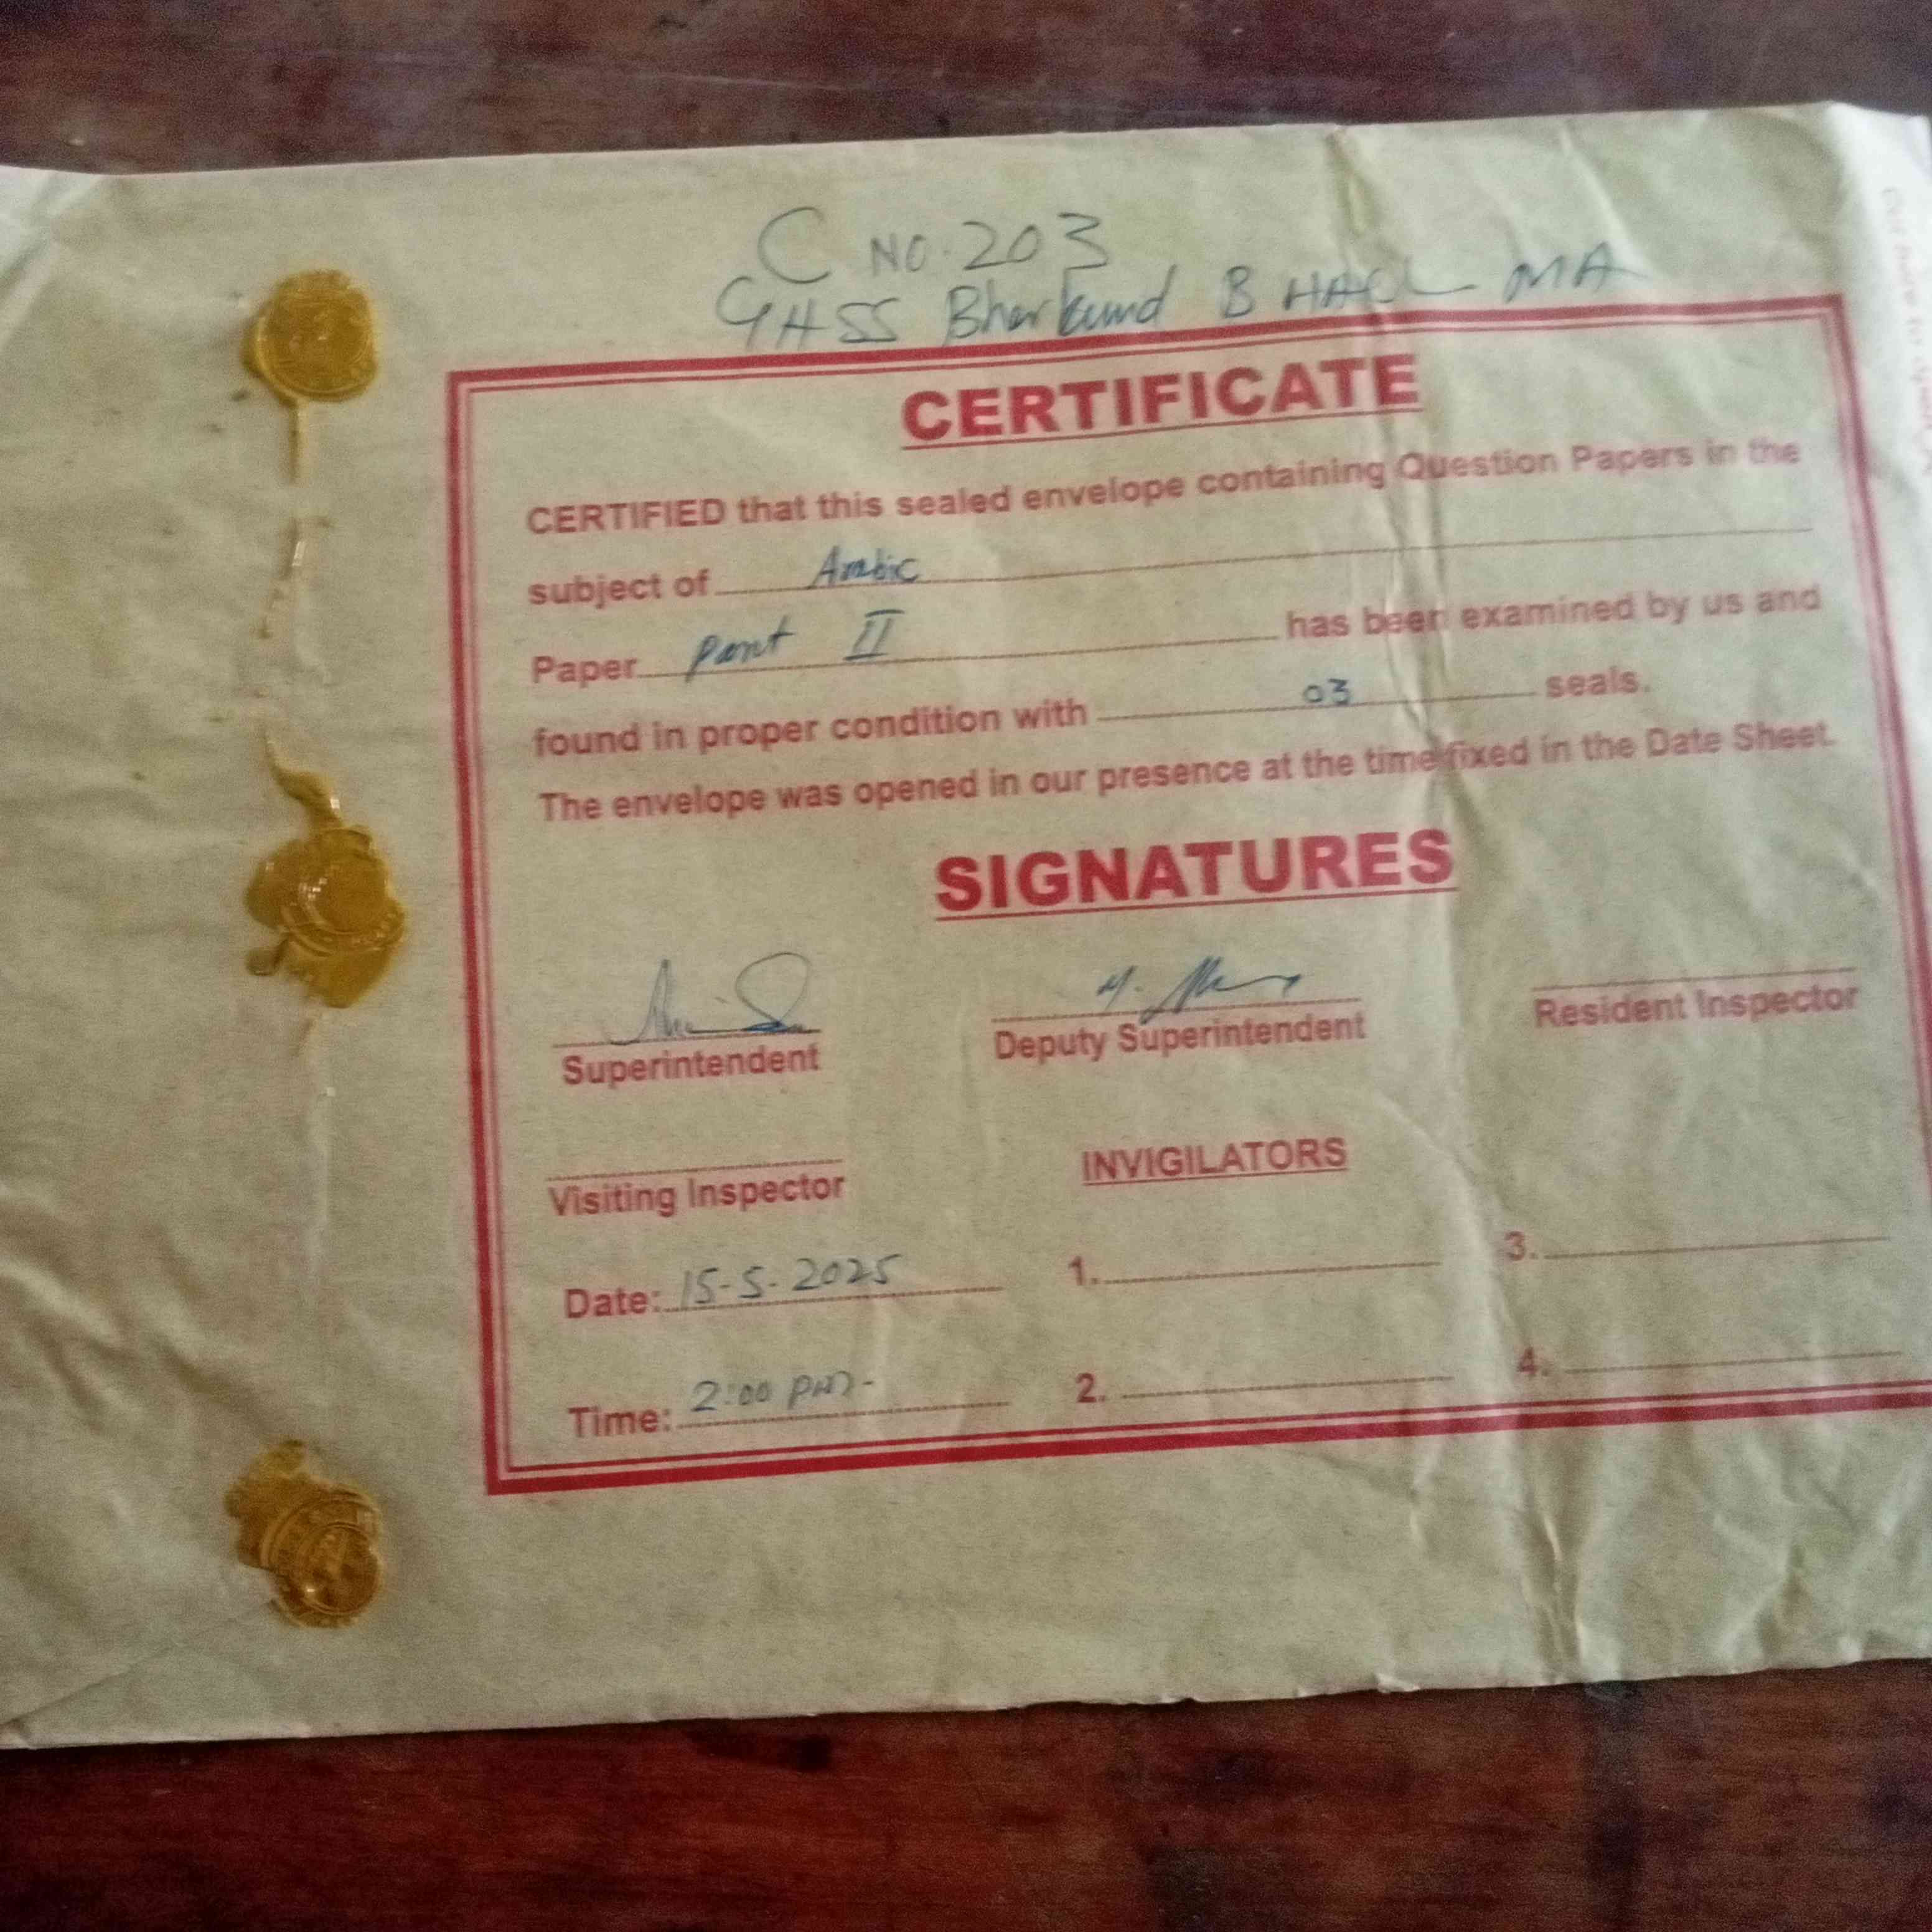 C NO. 203
GHSS Bharkund B HALL MA
CERTIFICATE
CERTIFIED that this sealed envelope containing Question Papers in the
subject of Arabic
Paper Part II has been examined by us and
found in proper condition with 03 seals.
The envelope was opened in our presence at the time fixed in the Date Sheet.
SIGNATURES
Superintendent
Deputy Superintendent
Resident Inspector
Visiting Inspector
INVIGILATORS
Date: 15-5-2025
1.
3.
Time: 2:00 PM-
2.
4.